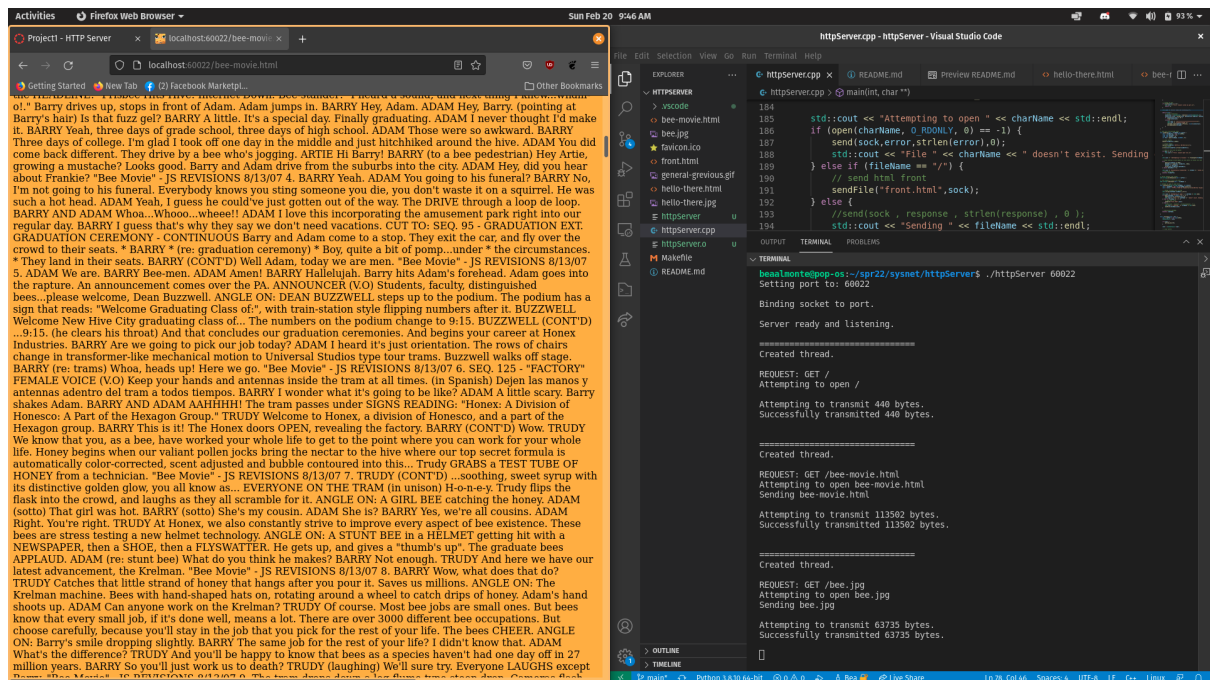 Activities Firefox Web Browser Sun Feb 20 9:46 AM 93 %
Project1 - HTTP Server × localhost:60022/bee-movie × +
localhost:60022/bee-movie.html
Getting Started New Tab (2) Facebook Marketpl... Other Bookmarks
o!." Barry drives up, stops in front of Adam. Adam jumps in. BARRY Hey, Adam. ADAM Hey, Barry. (pointing at
Barry's hair) Is that fuzz gel? BARRY A little. It's a special day. Finally graduating. ADAM I never thought I'd make
it. BARRY Yeah, three days of grade school, three days of high school. ADAM Those were so awkward. BARRY
Three days of college. I'm glad I took off one day in the middle and just hitchhiked around the hive. ADAM You did
come back different. They drive by a bee who's jogging. ARTIE Hi Barry! BARRY (to a bee pedestrian) Hey Artie,
growing a mustache? Looks good. Barry and Adam drive from the suburbs into the city. ADAM Hey, did you hear
about Frankie? "Bee Movie" - JS REVISIONS 8/13/07 4. BARRY Yeah. ADAM You going to his funeral? BARRY No,
I'm not going to his funeral. Everybody knows you sting someone you die, you don't waste it on a squirrel. He was
such a hot head. ADAM Yeah, I guess he could've just gotten out of the way. The DRIVE through a loop de loop.
BARRY AND ADAM Whoa...Whooo...wheee!! ADAM I love this incorporating the amusement park right into our
regular day. BARRY I guess that's why they say we don't need vacations. CUT TO: SEQ. 95 - GRADUATION EXT.
GRADUATION CEREMONY - CONTINUOUS Barry and Adam come to a stop. They exit the car, and fly over the
crowd to their seats. * BARRY * (re: graduation ceremony) * Boy, quite a bit of pomp...under * the circumstances.
* They land in their seats. BARRY (CONT'D) Well Adam, today we are men. "Bee Movie" - JS REVISIONS 8/13/07
5. ADAM We are. BARRY Bee-men. ADAM Amen! BARRY Hallelujah. Barry hits Adam's forehead. Adam goes into
the rapture. An announcement comes over the PA. ANNOUNCER (V.O) Students, faculty, distinguished
bees...please welcome, Dean Buzzwell. ANGLE ON: DEAN BUZZWELL steps up to the podium. The podium has a
sign that reads: "Welcome Graduating Class of:", with train-station style flipping numbers after it. BUZZWELL
Welcome New Hive City graduating class of... The numbers on the podium change to 9:15. BUZZWELL (CONT'D)
...9:15. (he clears his throat) And that concludes our graduation ceremonies. And begins your career at Honex
Industries. BARRY Are we going to pick our job today? ADAM I heard it's just orientation. The rows of chairs
change in transformer-like mechanical motion to Universal Studios type tour trams. Buzzwell walks off stage.
BARRY (re: trams) Whoa, heads up! Here we go. "Bee Movie" - JS REVISIONS 8/13/07 6. SEQ. 125 - "FACTORY"
FEMALE VOICE (V.O) Keep your hands and antennas inside the tram at all times. (in Spanish) Dejen las manos y
antennas adentro del tram a todos tiempos. BARRY I wonder what it's going to be like? ADAM A little scary. Barry
shakes Adam. BARRY AND ADAM AAHHHH! The tram passes under SIGNS READING: "Honex: A Division of
Honesco: A Part of the Hexagon Group." TRUDY Welcome to Honex, a division of Honesco, and a part of the
Hexagon group. BARRY This is it! The Honex doors OPEN, revealing the factory. BARRY (CONT'D) Wow. TRUDY
We know that you, as a bee, have worked your whole life to get to the point where you can work for your whole
life. Honey begins when our valiant pollen jocks bring the nectar to the hive where our top secret formula is
automatically color-corrected, scent adjusted and bubble contoured into this... Trudy GRABS a TEST TUBE OF
HONEY from a technician. "Bee Movie" - JS REVISIONS 8/13/07 7. TRUDY (CONT'D) ...soothing, sweet syrup with
its distinctive golden glow, you all know as... EVERYONE ON THE TRAM (in unison) H-o-n-e-y. Trudy flips the
flask into the crowd, and laughs as they all scramble for it. ANGLE ON: A GIRL BEE catching the honey. ADAM
(sotto) That girl was hot. BARRY (sotto) She's my cousin. ADAM She is? BARRY Yes, we're all cousins. ADAM
Right. You're right. TRUDY At Honex, we also constantly strive to improve every aspect of bee existence. These
bees are stress testing a new helmet technology. ANGLE ON: A STUNT BEE in a HELMET getting hit with a
NEWSPAPER, then a SHOE, then a FLYSWATTER. He gets up, and gives a "thumb's up". The graduate bees
APPLAUD. ADAM (re: stunt bee) What do you think he makes? BARRY Not enough. TRUDY And here we have our
latest advancement, the Krelman. "Bee Movie" - JS REVISIONS 8/13/07 8. BARRY Wow, what does that do?
TRUDY Catches that little strand of honey that hangs after you pour it. Saves us millions. ANGLE ON: The
Krelman machine. Bees with hand-shaped hats on, rotating around a wheel to catch drips of honey. Adam's hand
shoots up. ADAM Can anyone work on the Krelman? TRUDY Of course. Most bee jobs are small ones. But bees
know that every small job, if it's done well, means a lot. There are over 3000 different bee occupations. But
choose carefully, because you'll stay in the job that you pick for the rest of your life. The bees CHEER. ANGLE
ON: Barry's smile dropping slightly. BARRY The same job for the rest of your life? I didn't know that. ADAM
What's the difference? TRUDY And you'll be happy to know that bees as a species haven't had one day off in 27
million years. BARRY So you'll just work us to death? TRUDY (laughing) We'll sure try. Everyone LAUGHS except
httpServer.cpp - httpServer - Visual Studio Code
File Edit Selection View Go Run Terminal Help
EXPLORER
HTTPSERVER
.vscode
bee-movie.html
bee.jpg
favicon.ico
front.html
general-grevious.gif
hello-there.html
hello-there.jpg
httpServer U
httpServer.cpp
httpServer.o U
Makefile
README.md
OUTLINE
TIMELINE
httpServer.cpp × README.md Preview README.md hello-there.html
httpServer.cpp > main(int, char **)
184
185 std::cout << "Attempting to open " << charName << std::endl;
186 if (open(charName, O_RDONLY, 0) == -1) {
187 send(sock,error,strlen(error),0);
188 std::cout << "File " << charName << " doesn't exist. Sending
189 } else if (fileName == "/") {
190 // send html front
191 sendFile("front.html",sock);
192 } else {
193 //send(sock , response , strlen(response) , 0 );
194 std::cout << "Sending " << fileName << std::endl;
OUTPUT TERMINAL PROBLEMS
TERMINAL
beaalmonte@pop-os:~/spr22/sysnet/httpServer$ ./httpServer 60022
Setting port to: 60022
Binding socket to port.
Server ready and listening.
===============================
Created thread.
REQUEST: GET /
Attempting to open /
Attempting to transmit 440 bytes.
Successfully transmitted 440 bytes.
===============================
Created thread.
REQUEST: GET /bee-movie.html
Attempting to open bee-movie.html
Sending bee-movie.html
Attempting to transmit 113502 bytes.
Successfully transmitted 113502 bytes.
===============================
Created thread.
REQUEST: GET /bee.jpg
Attempting to open bee.jpg
Sending bee.jpg
Attempting to transmit 63735 bytes.
Successfully transmitted 63735 bytes.
main* Python 3.8.10 64-bit 0 0 Bea Live Share Ln 78, Col 46 Spaces: 4 UTF-8 LF C++ Linux